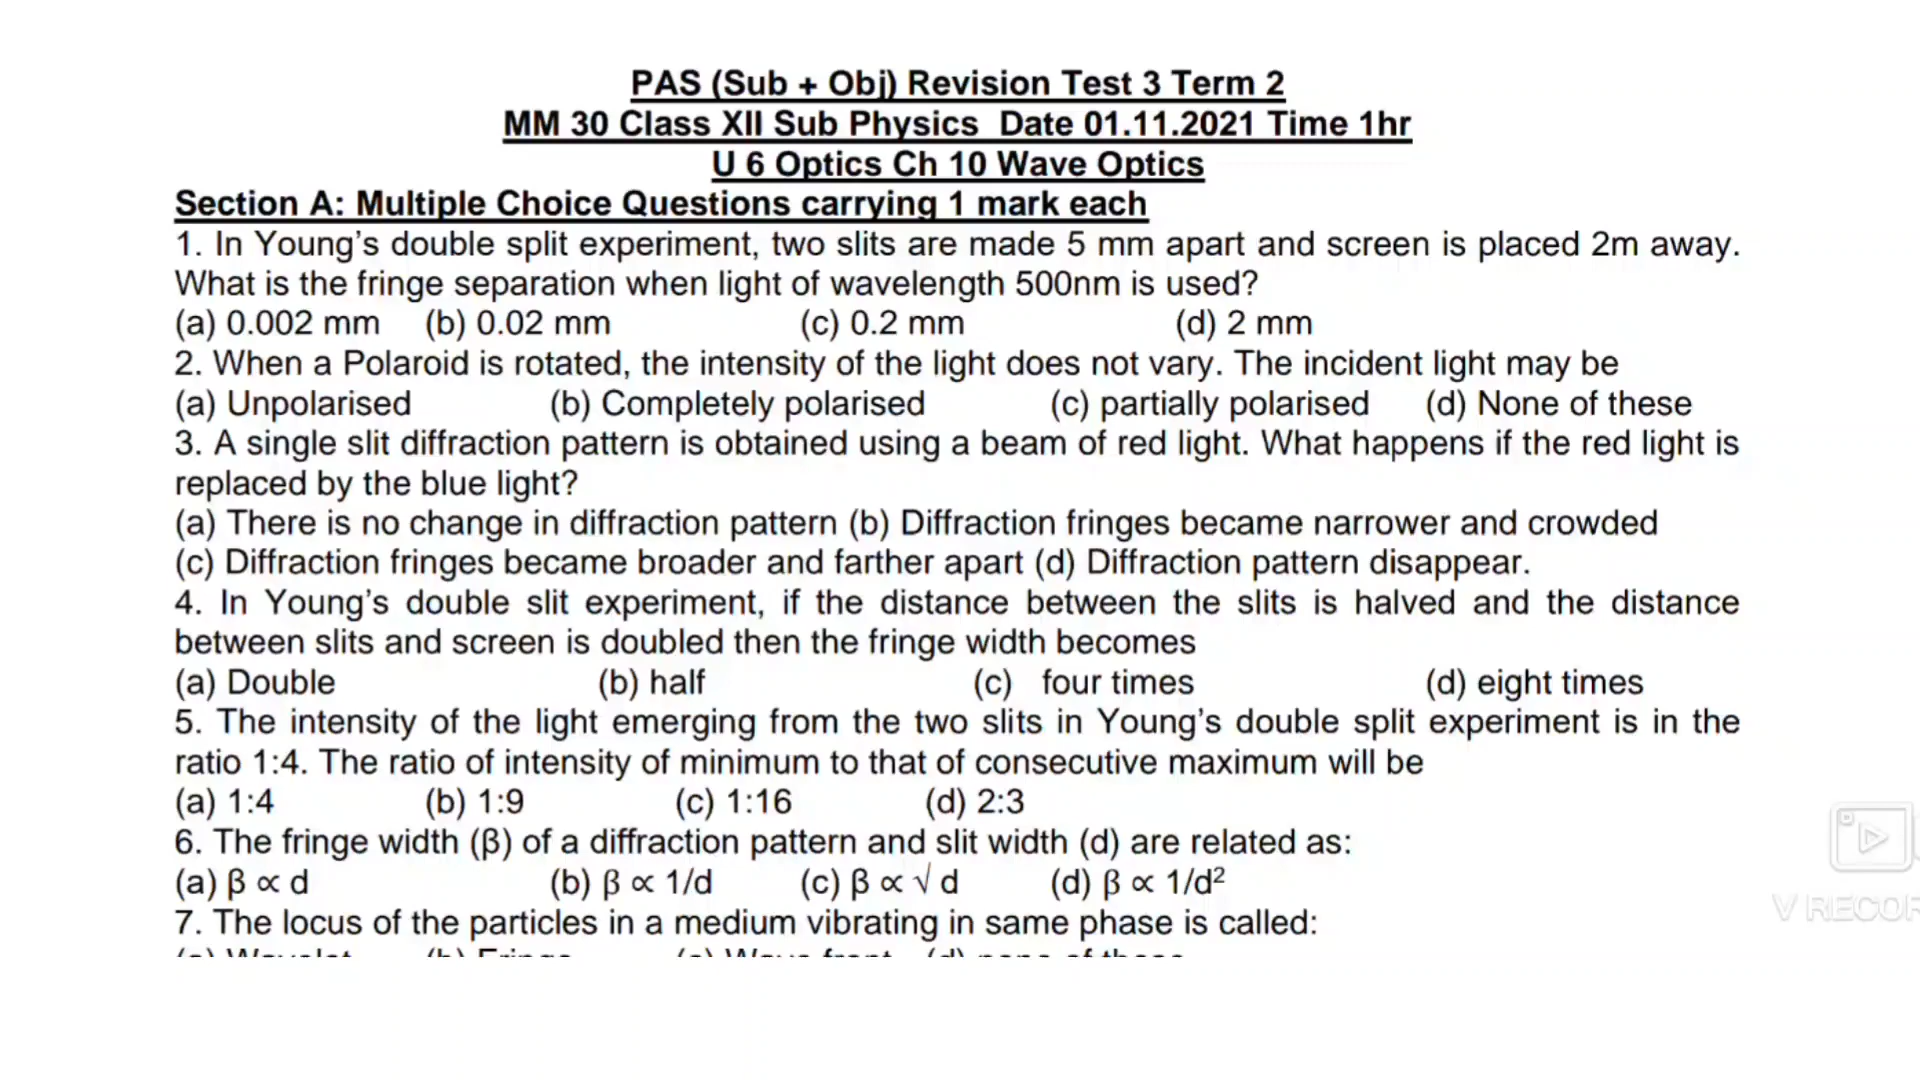 PAS (Sub + Obj) Revision Test 3 Term 2
MM 30 Class XII Sub Physics Date 01.11.2021 Time 1hr
U 6 Optics Ch 10 Wave Optics
Section A: Multiple Choice Questions carrying 1 mark each
1. In Young's double split experiment, two slits are made 5 mm apart and screen is placed 2m away.
What is the fringe separation when light of wavelength 500nm is used?
(a) 0.002 mm (b) 0.02 mm (c) 0.2 mm (d) 2 mm
2. When a Polaroid is rotated, the intensity of the light does not vary. The incident light may be
(a) Unpolarised (b) Completely polarised (c) partially polarised (d) None of these
3. A single slit diffraction pattern is obtained using a beam of red light. What happens if the red light is
replaced by the blue light?
(a) There is no change in diffraction pattern (b) Diffraction fringes became narrower and crowded
(c) Diffraction fringes became broader and farther apart (d) Diffraction pattern disappear.
4. In Young's double slit experiment, if the distance between the slits is halved and the distance
between slits and screen is doubled then the fringe width becomes
(a) Double (b) half (c) four times (d) eight times
5. The intensity of the light emerging from the two slits in Young's double split experiment is in the
ratio 1:4. The ratio of intensity of minimum to that of consecutive maximum will be
(a) 1:4 (b) 1:9 (c) 1:16 (d) 2:3
6. The fringe width (β) of a diffraction pattern and slit width (d) are related as:
(a) β ∝ d (b) β ∝ 1/d (c) β ∝ √ d (d) β ∝ 1/d²
7. The locus of the particles in a medium vibrating in same phase is called:
(a) Wavelet (b) Fringe (c) Wave front (d) none of these
V RECOR